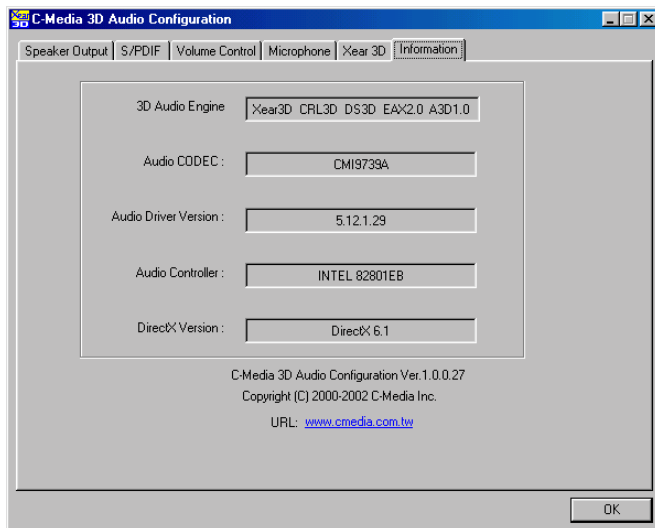 Xear 3D C-Media 3D Audio Configuration
Speaker Output S/PDIF Volume Control Microphone Xear 3D Information
3D Audio Engine Xear3D CRL3D DS3D EAX2.0 A3D1.0
Audio CODEC : CMI9739A
Audio Driver Version : 5.12.1.29
Audio Controller : INTEL 82801EB
DirectX Version : DirectX 6.1
C-Media 3D Audio Configuration Ver.1.0.0.27
Copyright (C) 2000-2002 C-Media Inc.
URL: www.cmedia.com.tw
OK